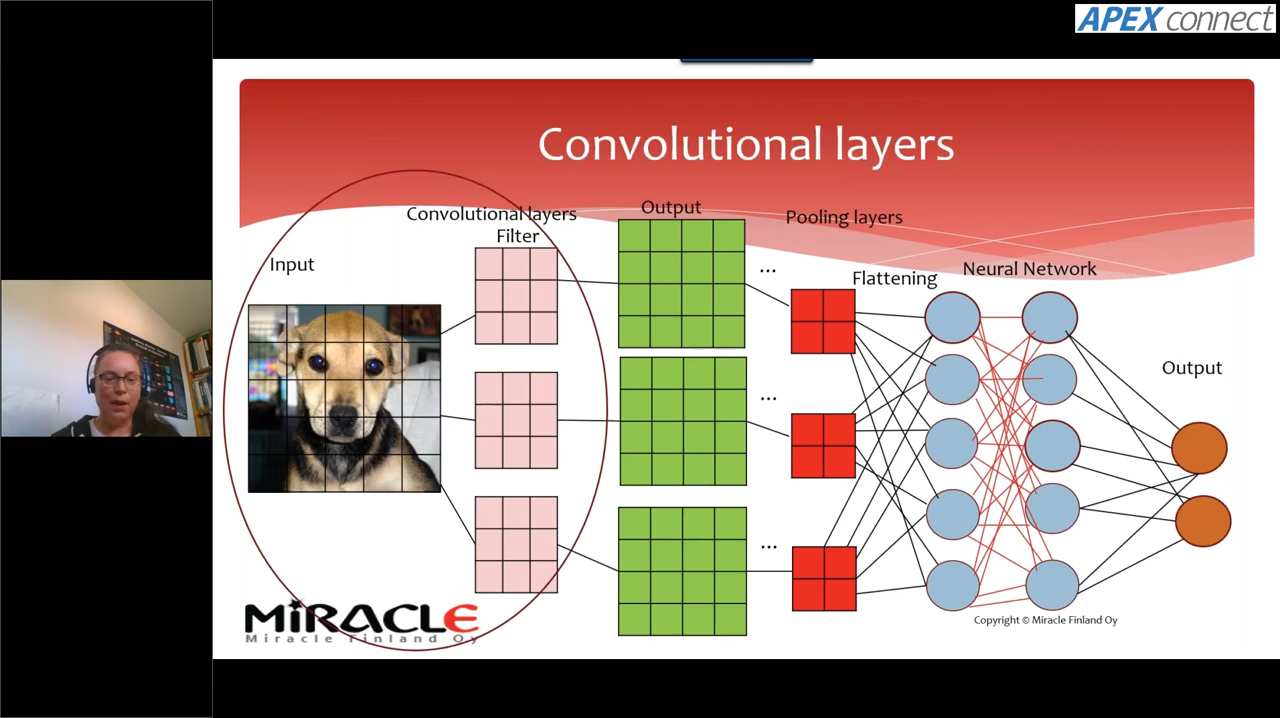 APEX connect
Convolutional layers
Convolutional layers
Filter
Output
Pooling layers
Input
Flattening
Neural Network
...
...
...
Output
MiRACLE
Miracle Finland Oy
Copyright © Miracle Finland Oy